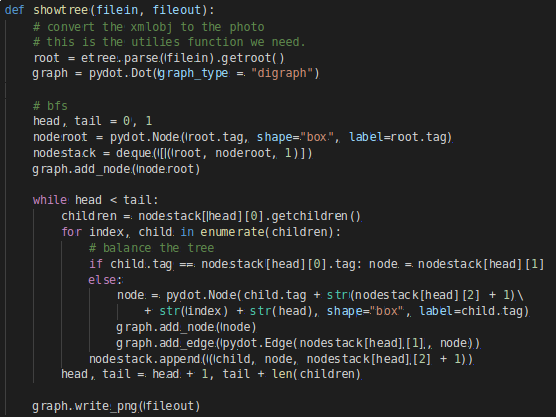 def showtree(filein, fileout):
# convert the xmlobj to the photo
# this is the utilies function we need.
root = etree.parse(filein).getroot()
graph = pydot.Dot(graph_type = "digraph")
# bfs
head, tail = 0, 1
noderoot = pydot.Node(root.tag, shape="box", label=root.tag)
nodestack = deque([(root, noderoot, 1)])
graph.add_node(noderoot)
while head < tail:
children = nodestack[head][0].getchildren()
for index, child in enumerate(children):
# balance the tree
if child.tag == nodestack[head][0].tag: node = nodestack[head][1]
else:
node = pydot.Node(child.tag + str(nodestack[head][2] + 1)\
+ str(index) + str(head), shape="box", label=child.tag)
graph.add_node(node)
graph.add_edge(pydot.Edge(nodestack[head][1], node))
nodestack.append((child, node, nodestack[head][2] + 1))
head, tail = head + 1, tail + len(children)
graph.write_png(fileout)